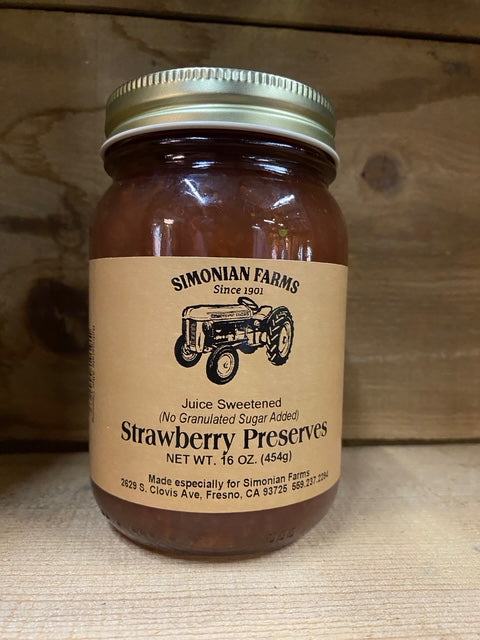 SIMONIAN FARMS
Since 1901
Juice Sweetened
(No Granulated Sugar Added)
Strawberry Preserves
NET WT. 16 OZ. (454g)
Made especially for Simonian Farms
2629 S. Clovis Ave, Fresno, CA 93725 559.237.2294